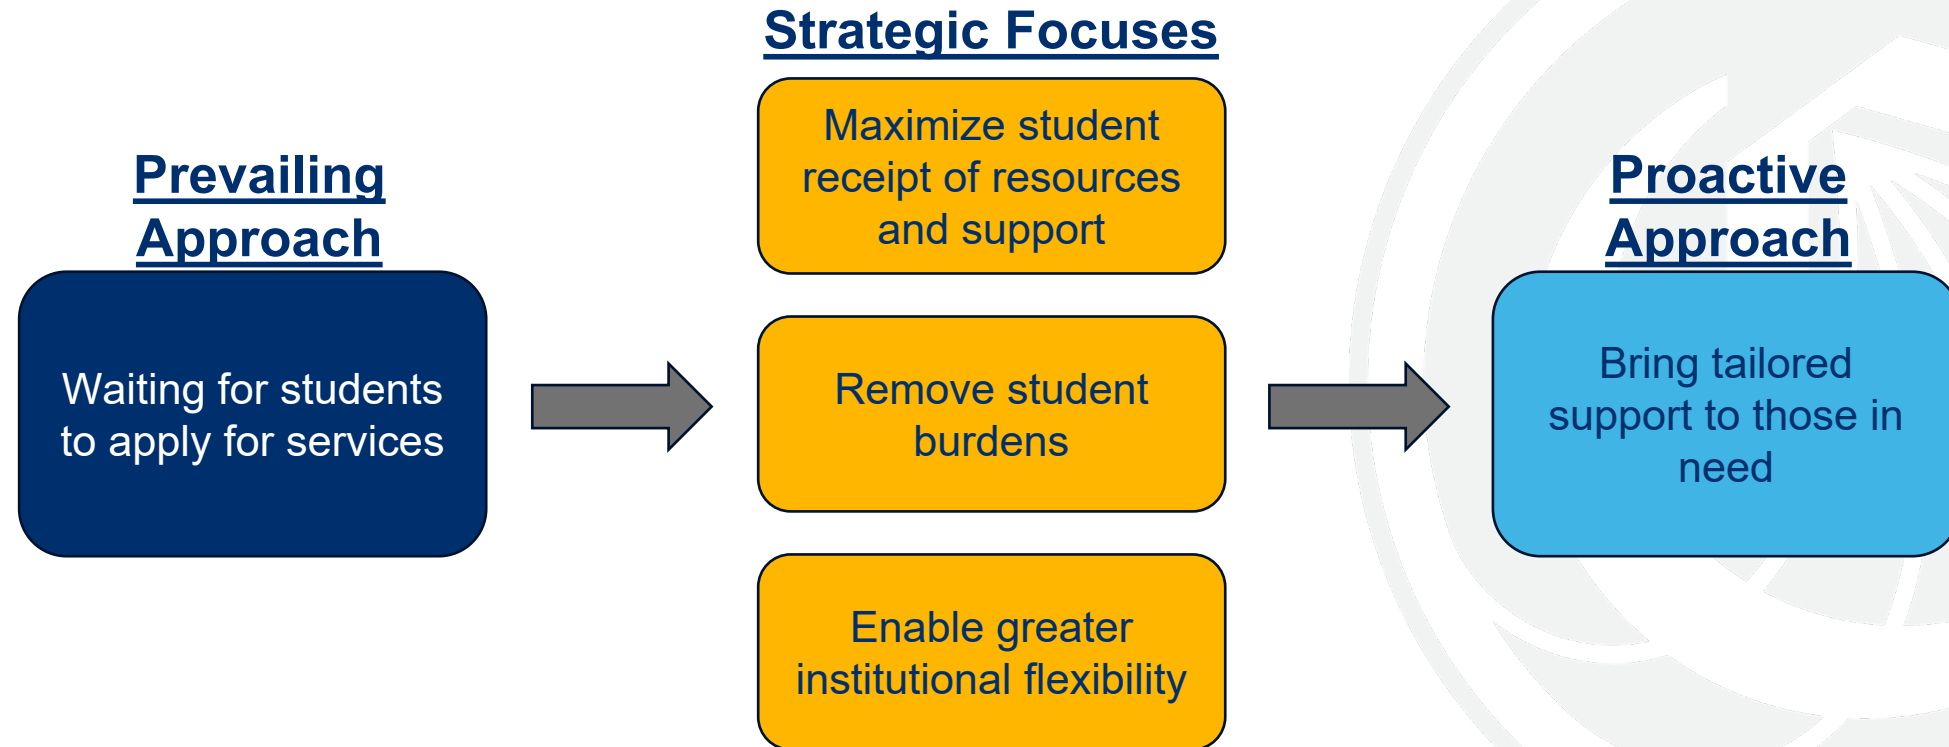 Strategic Focuses
Prevailing
Approach
Waiting for students
to apply for services
Maximize student
receipt of resources
and support
Remove student
burdens
Enable greater
institutional flexibility
Proactive
Approach
Bring tailored
support to those in
need